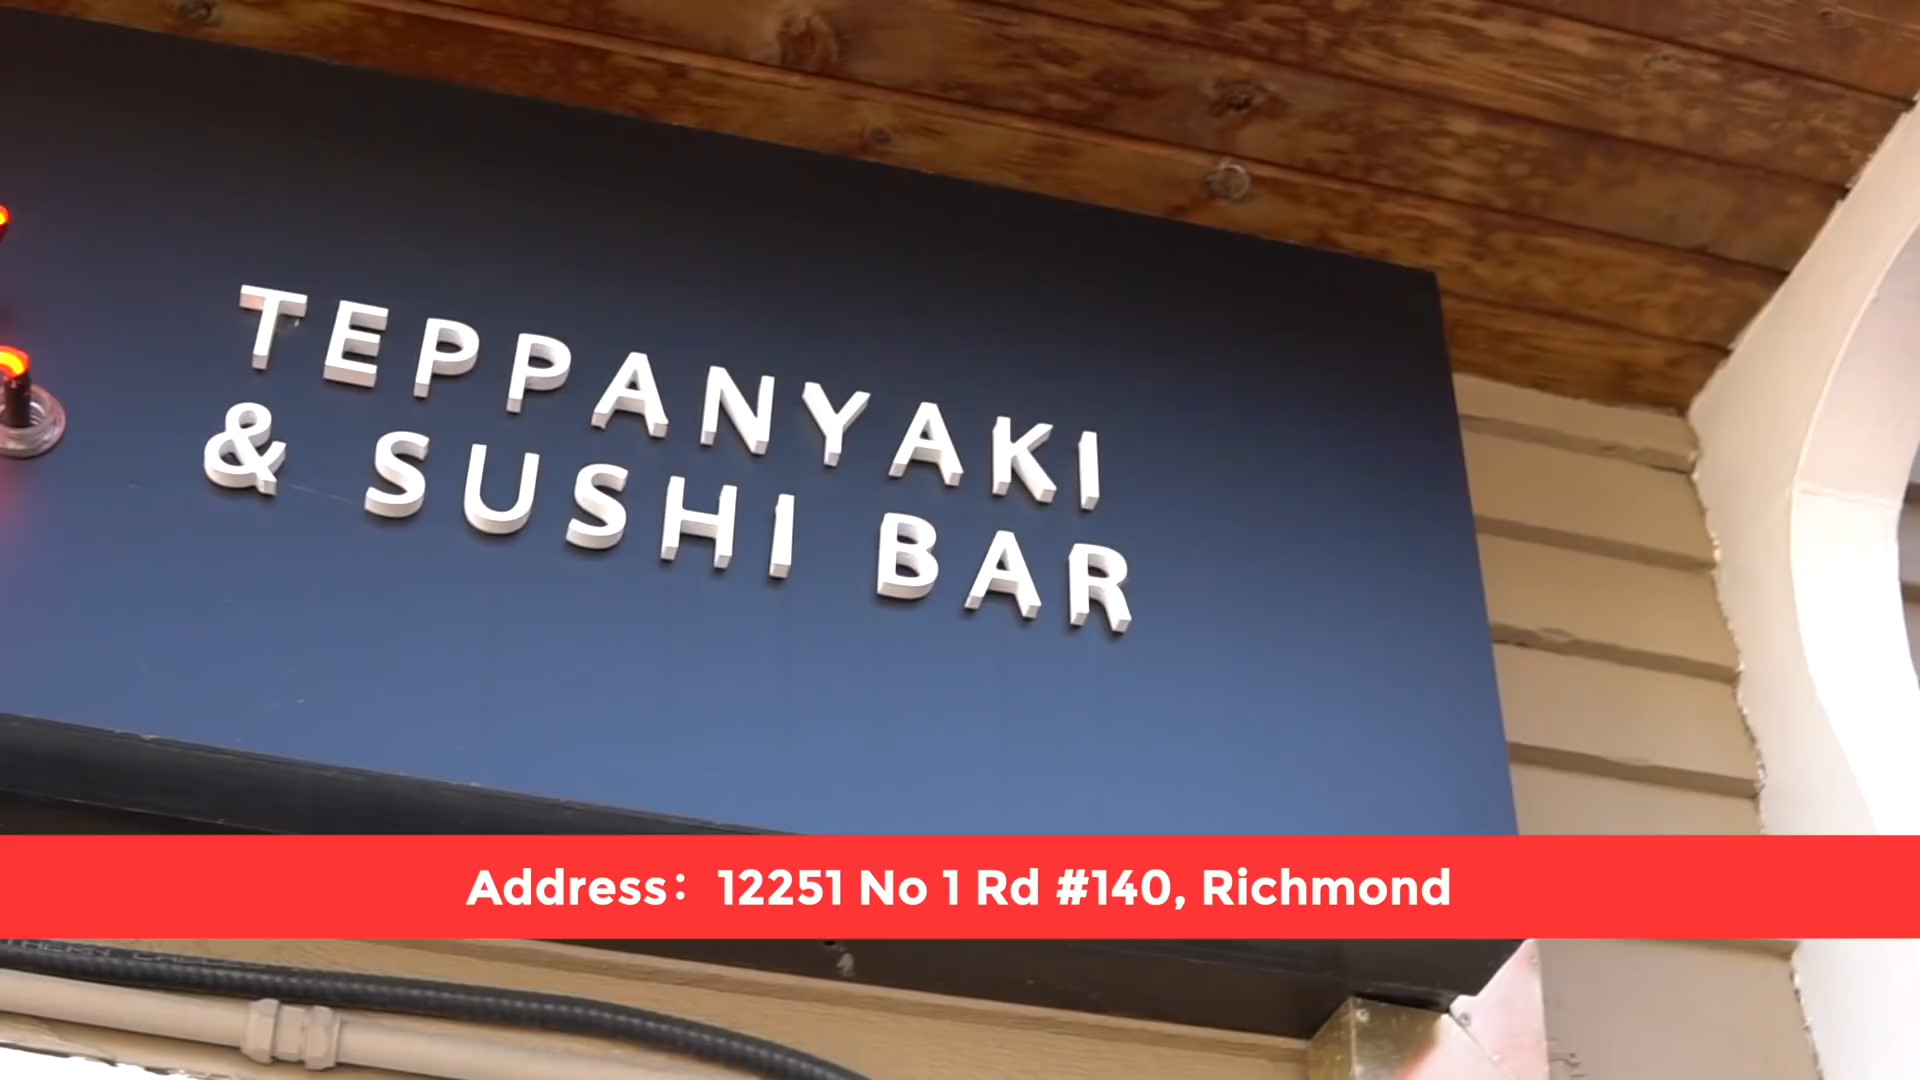 TEPPANYAKI
& SUSHI BAR
Address： 12251 No 1 Rd #140, Richmond